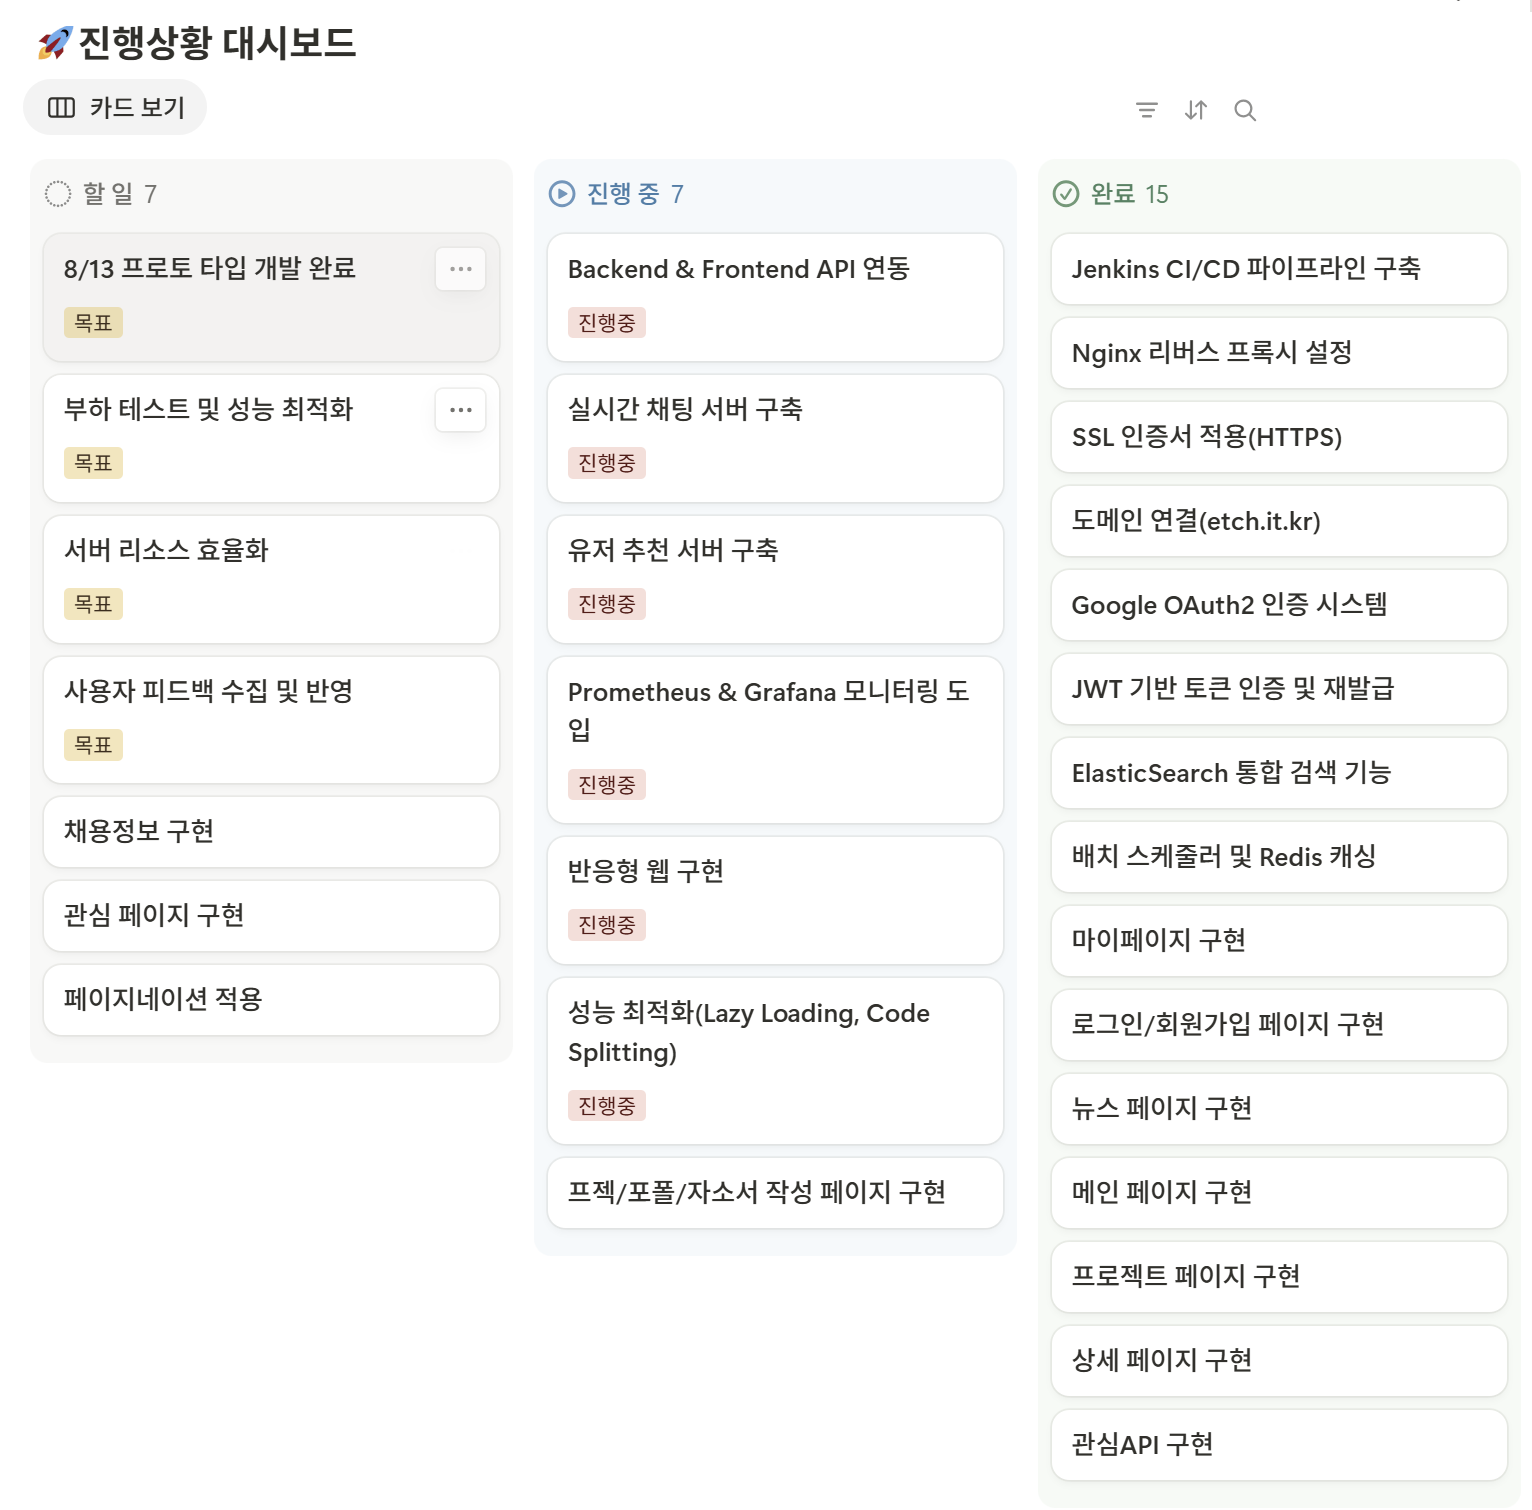 진행상황 대시보드
카드 보기
할 일 7
8/13 프로토 타입 개발 완료
목표
부하 테스트 및 성능 최적화
목표
서버 리소스 효율화
목표
사용자 피드백 수집 및 반영
목표
채용정보 구현
관심 페이지 구현
페이지네이션 적용
진행 중 7
Backend & Frontend API 연동
진행중
실시간 채팅 서버 구축
진행중
유저 추천 서버 구축
진행중
Prometheus & Grafana 모니터링 도
입
진행중
반응형 웹 구현
진행중
성능 최적화(Lazy Loading, Code
Splitting)
진행중
프젝/포폴/자소서 작성 페이지 구현
완료 15
Jenkins CI/CD 파이프라인 구축
Nginx 리버스 프록시 설정
SSL 인증서 적용(HTTPS)
도메인 연결(etch.it.kr)
Google OAuth2 인증 시스템
JWT 기반 토큰 인증 및 재발급
ElasticSearch 통합 검색 기능
배치 스케줄러 및 Redis 캐싱
마이페이지 구현
로그인/회원가입 페이지 구현
뉴스 페이지 구현
메인 페이지 구현
프로젝트 페이지 구현
상세 페이지 구현
관심API 구현